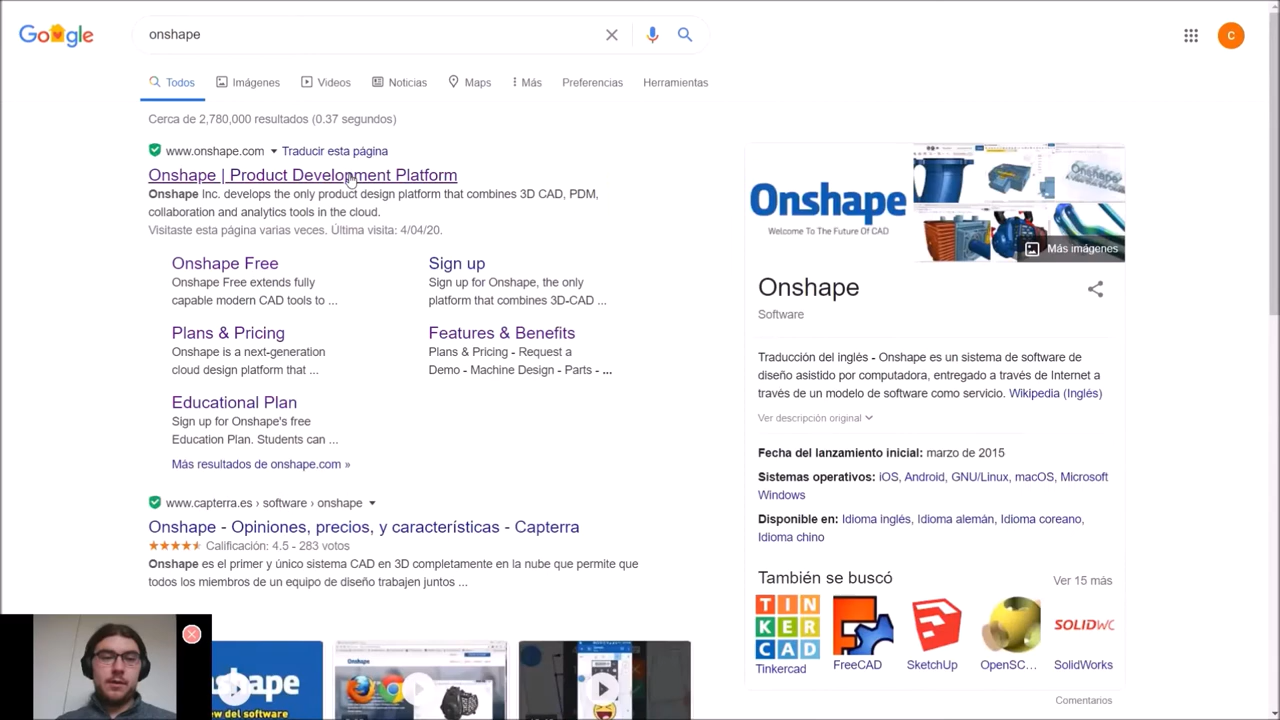 Google
onshape
C
Todos
Imágenes
Videos
Noticias
Maps
Más
Preferencias
Herramientas
Cerca de 2,780,000 resultados (0.37 segundos)
www.onshape.com
Traducir esta página
Onshape | Product Development Platform
Onshape Inc. develops the only product design platform that combines 3D CAD, PDM,
collaboration and analytics tools in the cloud.
Visitaste esta página varias veces. Última visita: 4/04/20.
Onshape Free
Onshape Free extends fully
capable modern CAD tools to ...
Sign up
Sign up for Onshape, the only
platform that combines 3D-CAD ...
Plans & Pricing
Onshape is a next-generation
cloud design platform that ...
Features & Benefits
Plans & Pricing - Request a
Demo - Machine Design - Parts - ...
Educational Plan
Sign up for Onshape's free
Education Plan. Students can ...
Más resultados de onshape.com »
www.capterra.es › software › onshape
Onshape - Opiniones, precios, y características - Capterra
Calificación: 4.5 - 283 votos
Onshape es el primer y único sistema CAD en 3D completamente en la nube que permite que
todos los miembros de un equipo de diseño trabajen juntos ...
Onshape
Welcome To The Future Of CAD
Más imágenes
Onshape
Software
Traducción del inglés - Onshape es un sistema de software de
diseño asistido por computadora, entregado a través de Internet a
través de un modelo de software como servicio. Wikipedia (Inglés)
Ver descripción original
Fecha del lanzamiento inicial: marzo de 2015
Sistemas operativos: iOS, Android, GNU/Linux, macOS, Microsoft
Windows
Disponible en: Idioma inglés, Idioma alemán, Idioma coreano,
Idioma chino
También se buscó
Ver 15 más
TIN
KER
CAD
SOLIDWC
Tinkercad
FreeCAD
SketchUp
OpenSC...
SolidWorks
Comentarios